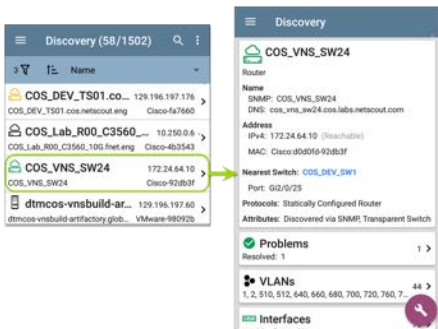 Discovery (58/1502)
3
Name
COS_DEV_TS01.co... 129.196.197.176
COS_DEV_TS01.cos.netscout.eng Cisco-fa7660
COS_Lab_R00_C3560_... 10.250.0.6
COS_Lab_R00_C3560_10G.fnet.eng Cisco-4b3543
COS_VNS_SW24 172.24.64.10
COS_VNS_SW24 Cisco-92db3f
dtmcos-vnsbuild-ar... 129.196.197.60
dtmcos-vnsbuild-artifactory.glob... VMware-98092b
Discovery
COS_VNS_SW24
Router
Name
SNMP: COS_VNS_SW24
DNS: cos_vns_sw24.cos.labs.netscout.com
Address
IPv4: 172.24.64.10 (Reachable)
MAC: Cisco:d0d0fd-92db3f
Nearest Switch: COS_DEV_SW1
Port: Gi2/0/25
Protocols: Statically Configured Router
Attributes: Discovered via SNMP, Transparent Switch
Problems 1
Resolved: 1
VLANs 44
1, 2, 510, 512, 640, 660, 680, 700, 720, 760, 7...
Interfaces